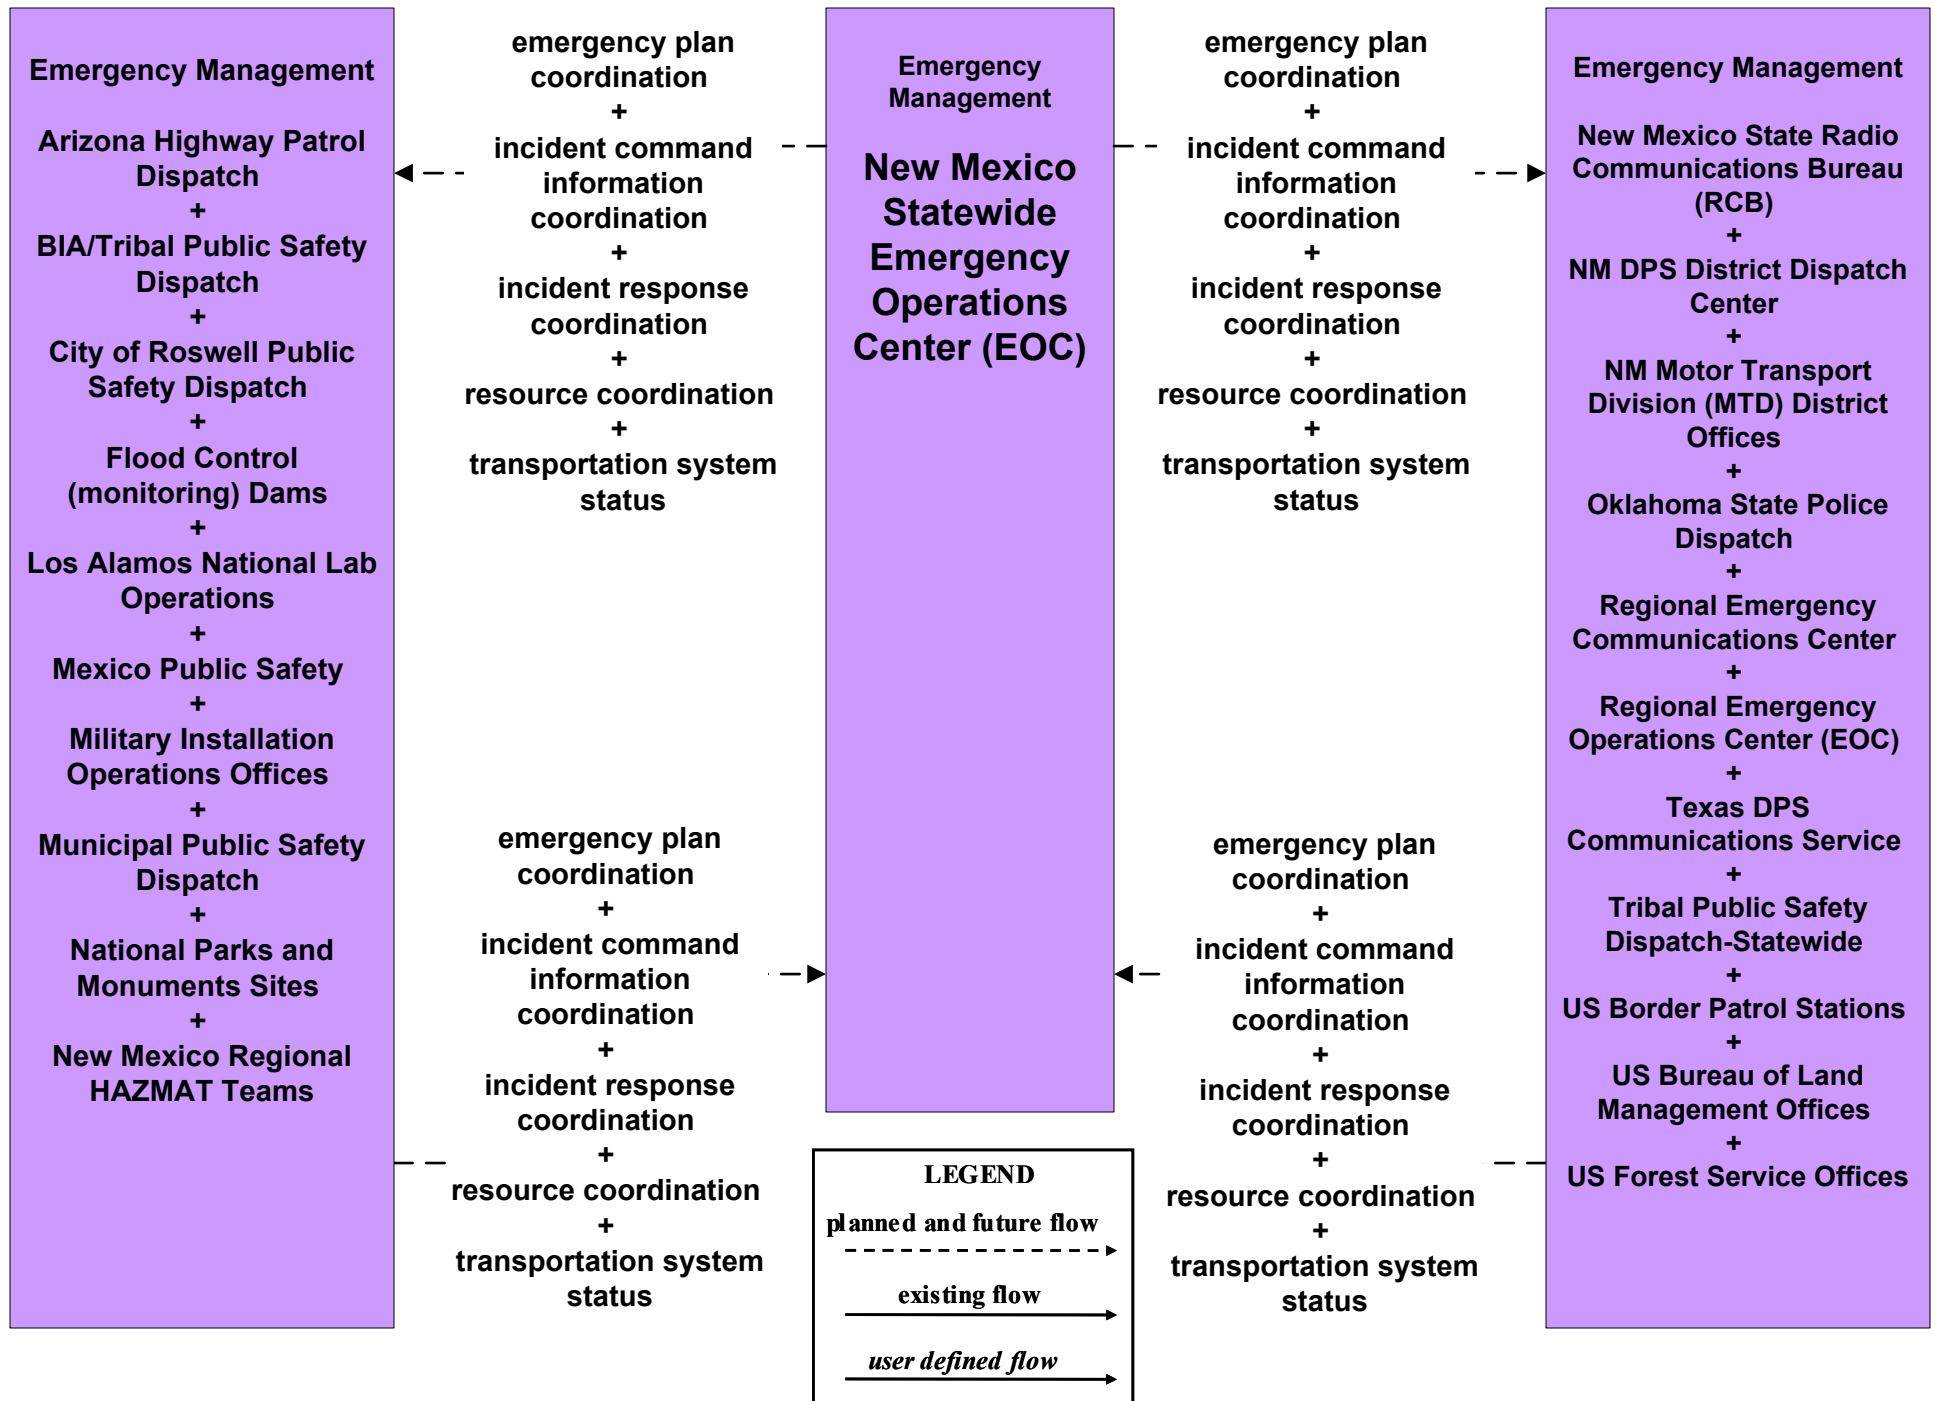 Emergency Management
Arizona Highway Patrol
Dispatch
+
BIA/Tribal Public Safety
Dispatch
+
City of Roswell Public
Safety Dispatch
+
Flood Control
(monitoring) Dams
+
Los Alamos National Lab
Operations
+
Mexico Public Safety
+
Military Installation
Operations Offices
+
Municipal Public Safety
Dispatch
+
National Parks and
Monuments Sites
+
New Mexico Regional
HAZMAT Teams
emergency plan
coordination
+
incident command
information
coordination
+
incident response
coordination
+
resource coordination
+
transportation system
status
emergency plan
coordination
+
incident command
information
coordination
+
incident response
coordination
+
resource coordination
+
transportation system
status
Emergency
Management
New Mexico
Statewide
Emergency
Operations
Center (EOC)
emergency plan
coordination
+
incident command
information
coordination
+
incident response
coordination
+
resource coordination
+
transportation system
status
emergency plan
coordination
+
incident command
information
coordination
+
incident response
coordination
+
resource coordination
+
transportation system
status
Emergency Management
New Mexico State Radio
Communications Bureau
(RCB)
+
NM DPS District Dispatch
Center
+
NM Motor Transport
Division (MTD) District
Offices
+
Oklahoma State Police
Dispatch
+
Regional Emergency
Communications Center
+
Regional Emergency
Operations Center (EOC)
+
Texas DPS
Communications Service
+
Tribal Public Safety
Dispatch-Statewide
+
US Border Patrol Stations
+
US Bureau of Land
Management Offices
+
US Forest Service Offices
LEGEND
planned and future flow
existing flow
user defined flow